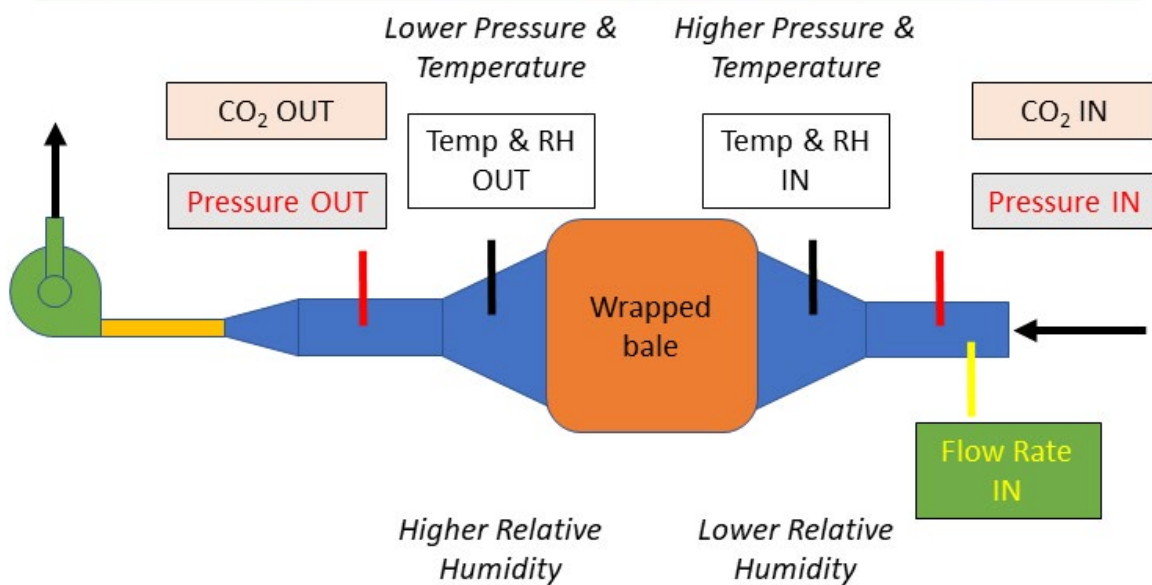 Lower Pressure &
Temperature
Higher Pressure &
Temperature
CO₂ OUT
Temp & RH
OUT
Temp & RH
IN
CO₂ IN
Pressure OUT
Pressure IN
Wrapped
bale
Flow Rate
IN
Higher Relative
Humidity
Lower Relative
Humidity